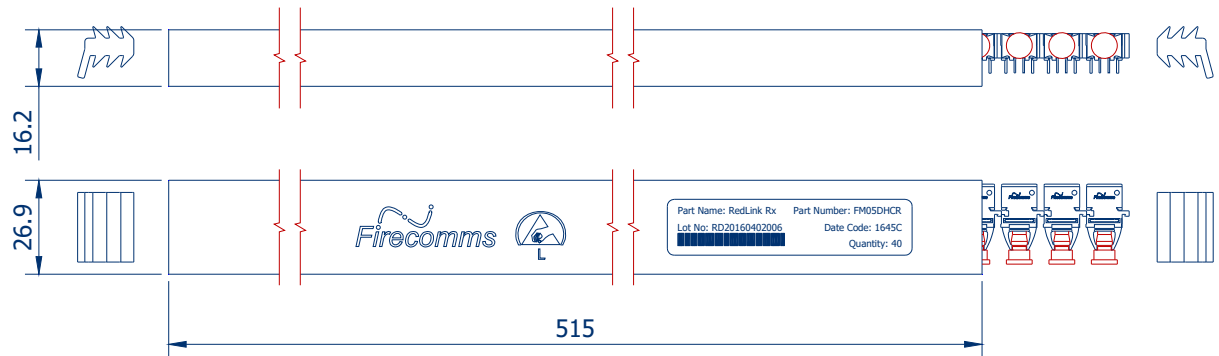 16.2
26.9
Firecomms
L
Part Name: RedLink Rx Part Number: FM05DHCR
Lot No: RD20160402006 Date Code: 1645C
Quantity: 40
515